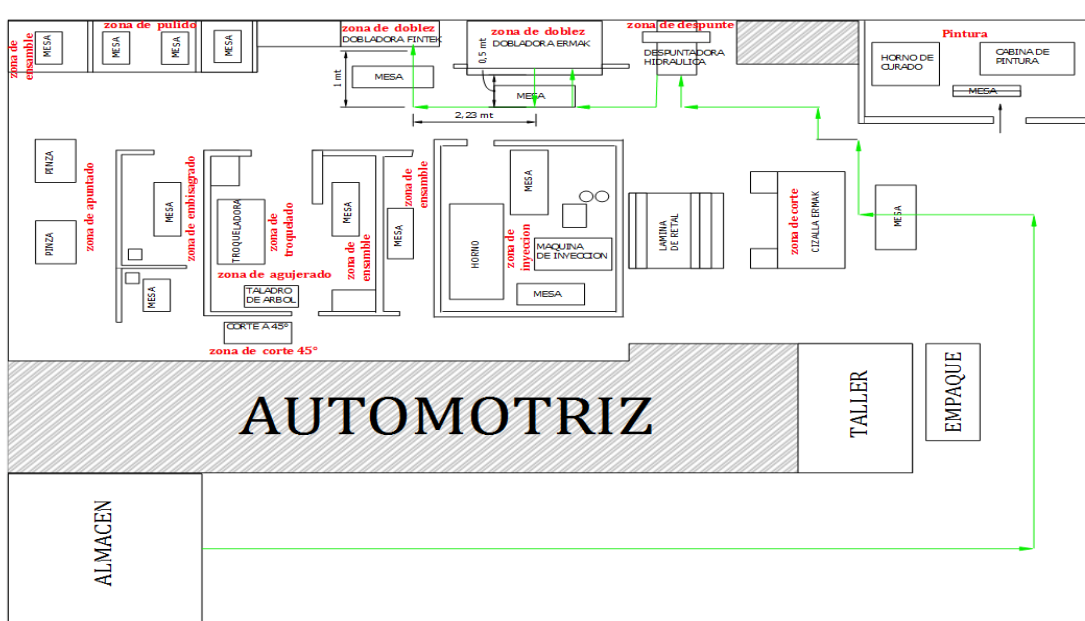 zona de pulido
zona de
ensamble
MESA
MESA
MESA
MESA
zona de doblez
DOBLADORA FINTEK
MESA
1 mt
zona de doblez
DOBLADORA ERMAK
0,5 mt
MESA
2,23 mt
zona de despunte
DESPUNTADORA
HIDRAULICA
Pintura
HORNO DE
CURADO
CABINA DE
PINTURA
MESA
PINZA
PINZA
zona de apuntado
MESA
zona de embisagrado
MESA
TROQUELADORA
zona de
troquelado
zona de agujerado
TALADRO
DE ARBOL
CORTE A 45°
zona de corte 45°
MESA
zona de
ensamble
MESA
zona de
ensamble
HORNO
MESA
zona de
inyeccion
MAQUINA
DE INYECCION
MESA
LAMINA
DE RETAL
zona de corte
CIZALLA ERMAK
MESA
AUTOMOTRIZ
TALLER
EMPAQUE
ALMACEN